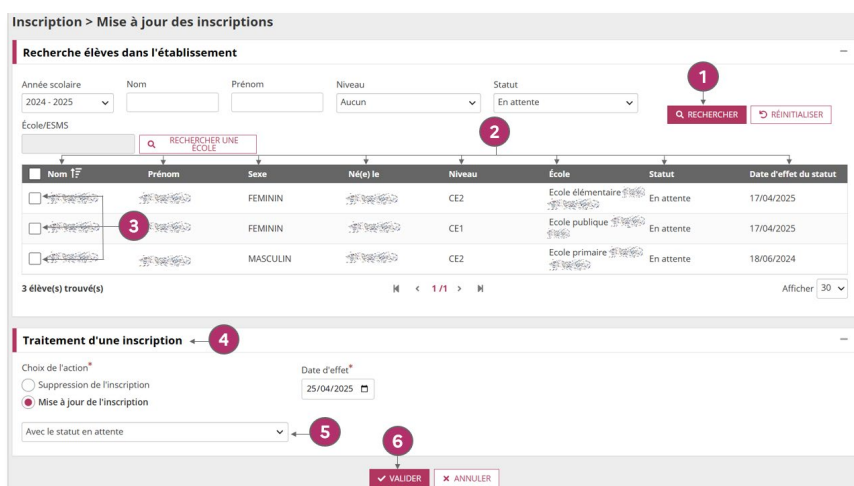 Inscription > Mise à jour des inscriptions
Recherche élèves dans l'établissement
Année scolaire Nom Prénom Niveau Statut
2024 - 2025 Aucun En attente
1
RECHERCHER RÉINITIALISER
École/ESMS
RECHERCHER UNE ÉCOLE
2
Nom Prénom Sexe Né(e) le Niveau École Statut Date d'effet du statut
FEMININ CE2 Ecole élémentaire En attente 17/04/2025
3
FEMININ CE1 Ecole publique En attente 17/04/2025
MASCULIN CE2 Ecole primaire En attente 18/06/2024
3 élève(s) trouvé(s) 1/1 Afficher 30
Traitement d'une inscription
4
Choix de l'action* Date d'effet*
Suppression de l'inscription 25/04/2025
Mise à jour de l'inscription
Avec le statut en attente
5
6
VALIDER ANNULER